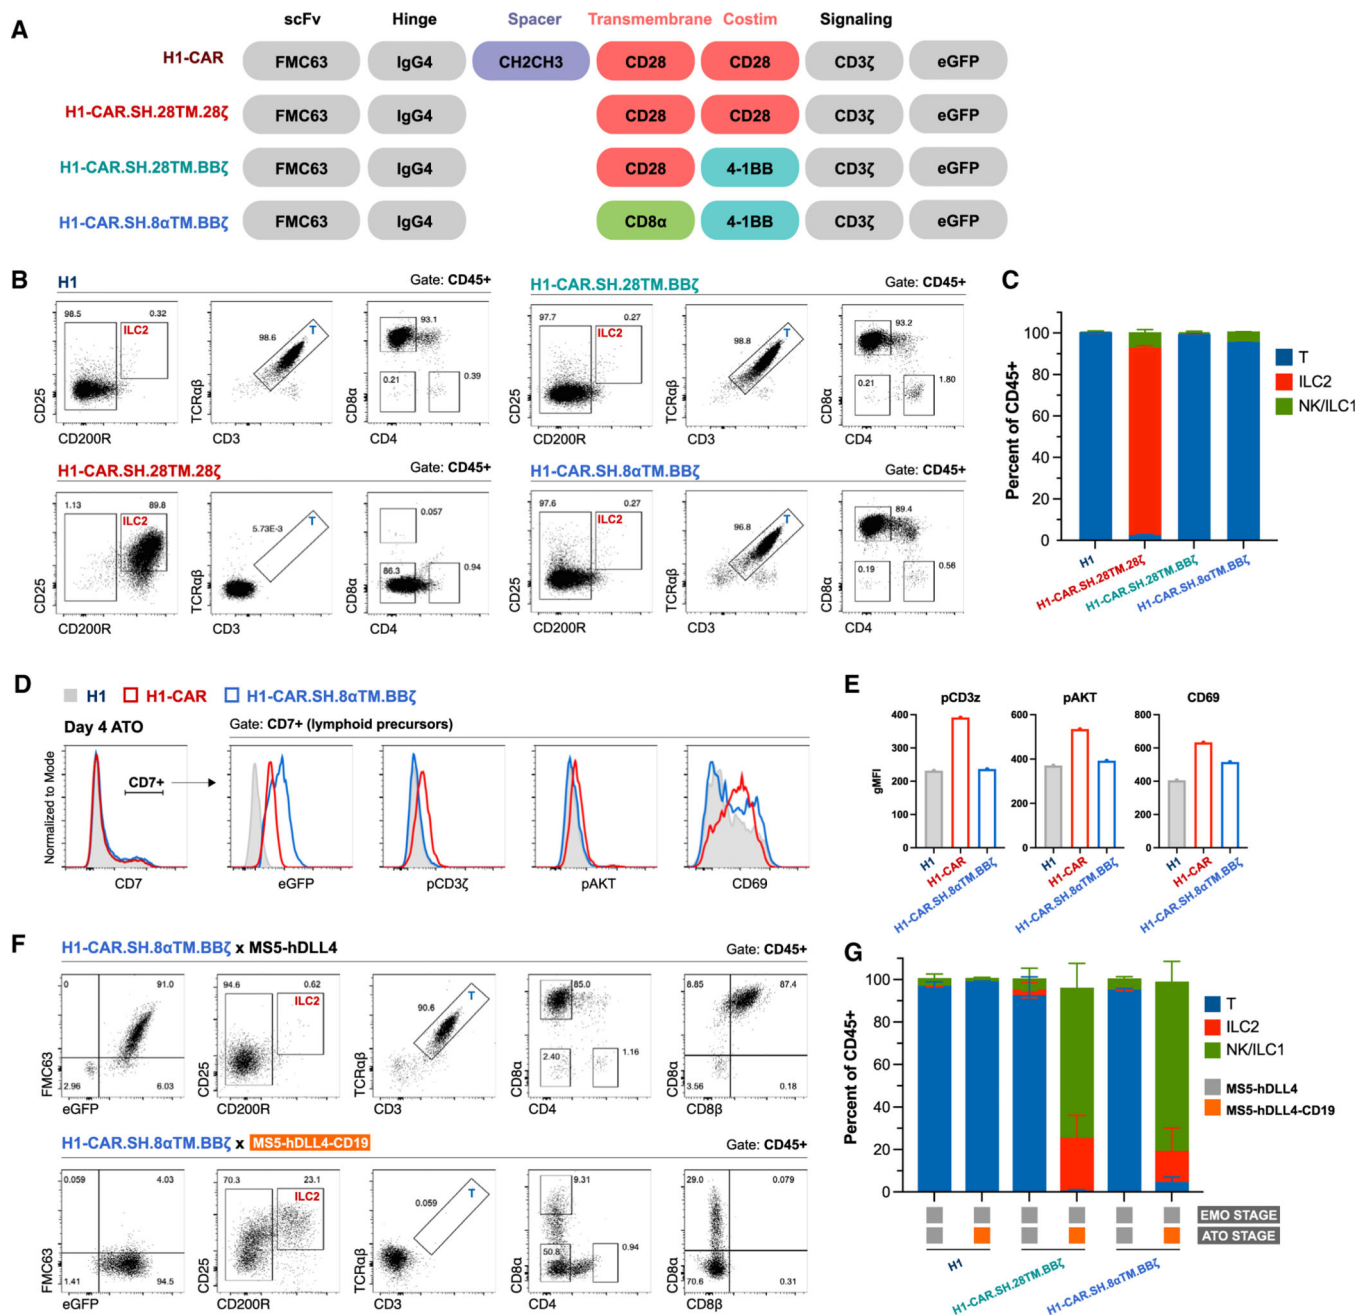 A
scFv Hinge Spacer Transmembrane Costim Signaling
H1-CAR FMC63 IgG4 CH2CH3 CD28 CD28 CD3ζ eGFP
H1-CAR.SH.28TM.28ζ FMC63 IgG4 CD28 CD28 CD3ζ eGFP
H1-CAR.SH.28TM.BBζ FMC63 IgG4 CD28 4-1BB CD3ζ eGFP
H1-CAR.SH.8αTM.BBζ FMC63 IgG4 CD8α 4-1BB CD3ζ eGFP
B
H1 Gate: CD45+
98.5 0.32 ILC2 CD25 CD200R
98.6 T TCRαβ CD3
93.1 0.21 0.39 CD8α CD4
H1-CAR.SH.28TM.BBζ Gate: CD45+
97.7 0.27 ILC2 CD25 CD200R
98.8 T TCRαβ CD3
93.2 0.21 1.80 CD8α CD4
H1-CAR.SH.28TM.28ζ Gate: CD45+
1.13 89.8 ILC2 CD25 CD200R
5.73E-3 T TCRαβ CD3
0.057 86.3 0.94 CD8α CD4
H1-CAR.SH.8αTM.BBζ Gate: CD45+
97.6 0.27 ILC2 CD25 CD200R
96.8 T TCRαβ CD3
89.4 0.19 0.56 CD8α CD4
C
Percent of CD45+
100
80
60
40
20
0
H1
H1-CAR.SH.28TM.28ζ
H1-CAR.SH.28TM.BBζ
H1-CAR.SH.8αTM.BBζ
T
ILC2
NK/ILC1
D
H1 H1-CAR H1-CAR.SH.8αTM.BBζ
Day 4 ATO Gate: CD7+ (lymphoid precursors)
Normalized to Mode
CD7+
CD7 eGFP pCD3ζ pAKT CD69
E
pCD3z pAKT CD69
gMFI
400 300 200 100 0
600 400 200 0
800 600 400 200 0
H1 H1-CAR H1-CAR.SH.8αTM.BBζ
H1 H1-CAR H1-CAR.SH.8αTM.BBζ
H1 H1-CAR H1-CAR.SH.8αTM.BBζ
F
H1-CAR.SH.8αTM.BBζ x MS5-hDLL4 Gate: CD45+
0 91.0 2.96 6.03 FMC63 eGFP
94.6 0.62 ILC2 CD25 CD200R
90.6 T TCRαβ CD3
85.0 2.40 1.16 CD8α CD4
8.85 87.4 3.56 0.18 CD8α CD8β
H1-CAR.SH.8αTM.BBζ x MS5-hDLL4-CD19 Gate: CD45+
0.059 4.03 1.41 94.5 FMC63 eGFP
70.3 23.1 ILC2 CD25 CD200R
0.059 T TCRαβ CD3
9.31 50.8 0.94 CD8α CD4
29.0 0.079 70.6 0.31 CD8α CD8β
G
Percent of CD45+
100
80
60
40
20
0
T
ILC2
NK/ILC1
MS5-hDLL4
MS5-hDLL4-CD19
EMO STAGE
ATO STAGE
H1
H1-CAR.SH.28TM.BBζ
H1-CAR.SH.8αTM.BBζ